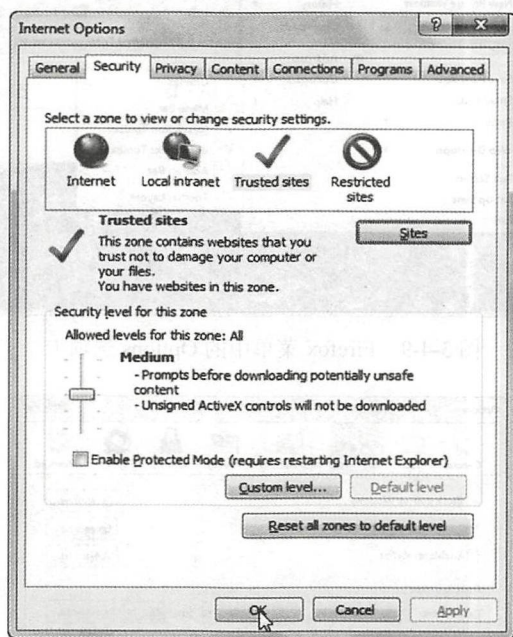 Internet Options
?
General Security Privacy Content Connections Programs Advanced
Select a zone to view or change security settings.
Internet Local intranet Trusted sites Restricted sites
Trusted sites
Sites
This zone contains websites that you
trust not to damage your computer or
your files.
You have websites in this zone.
Security level for this zone
Allowed levels for this zone: All
Medium
- Prompts before downloading potentially unsafe
content
- Unsigned ActiveX controls will not be downloaded
Enable Protected Mode (requires restarting Internet Explorer)
Custom level... Default level
Reset all zones to default level
OK Cancel Apply